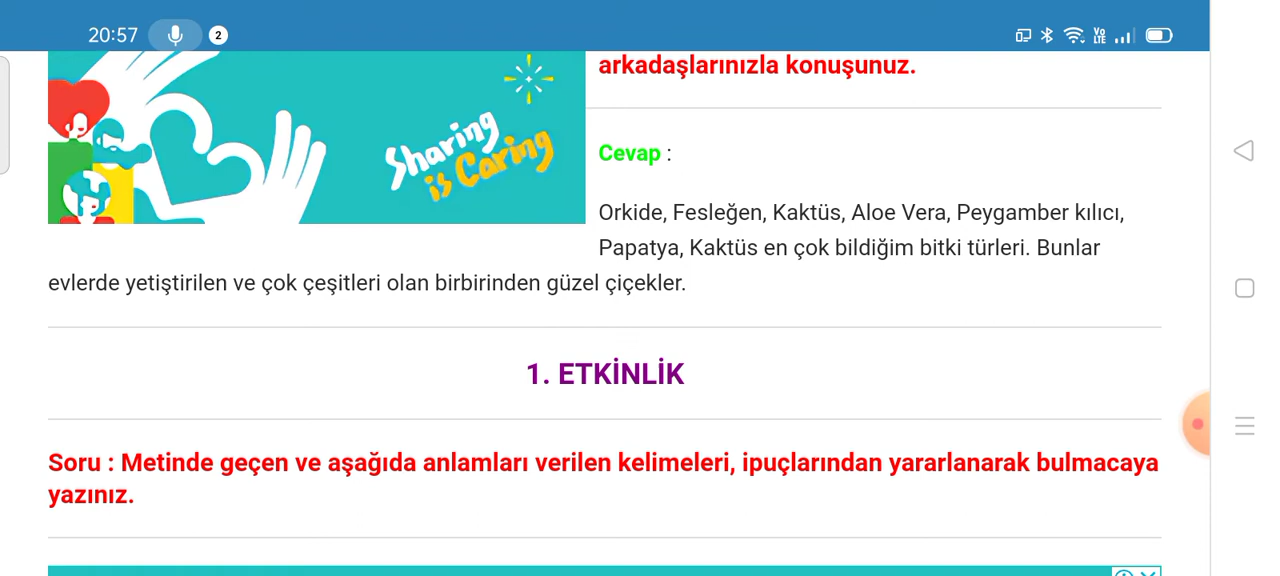 20:57
2
VO
LTE
arkadaşlarınızla konuşunuz.
Sharing
is Caring
Cevap :
Orkide, Fesleğen, Kaktüs, Aloe Vera, Peygamber kılıcı,
Papatya, Kaktüs en çok bildiğim bitki türleri. Bunlar
evlerde yetiştirilen ve çok çeşitleri olan birbirinden güzel çiçekler.
1. ETKİNLİK
Soru : Metinde geçen ve aşağıda anlamları verilen kelimeleri, ipuçlarından yararlanarak bulmacaya
yazınız.